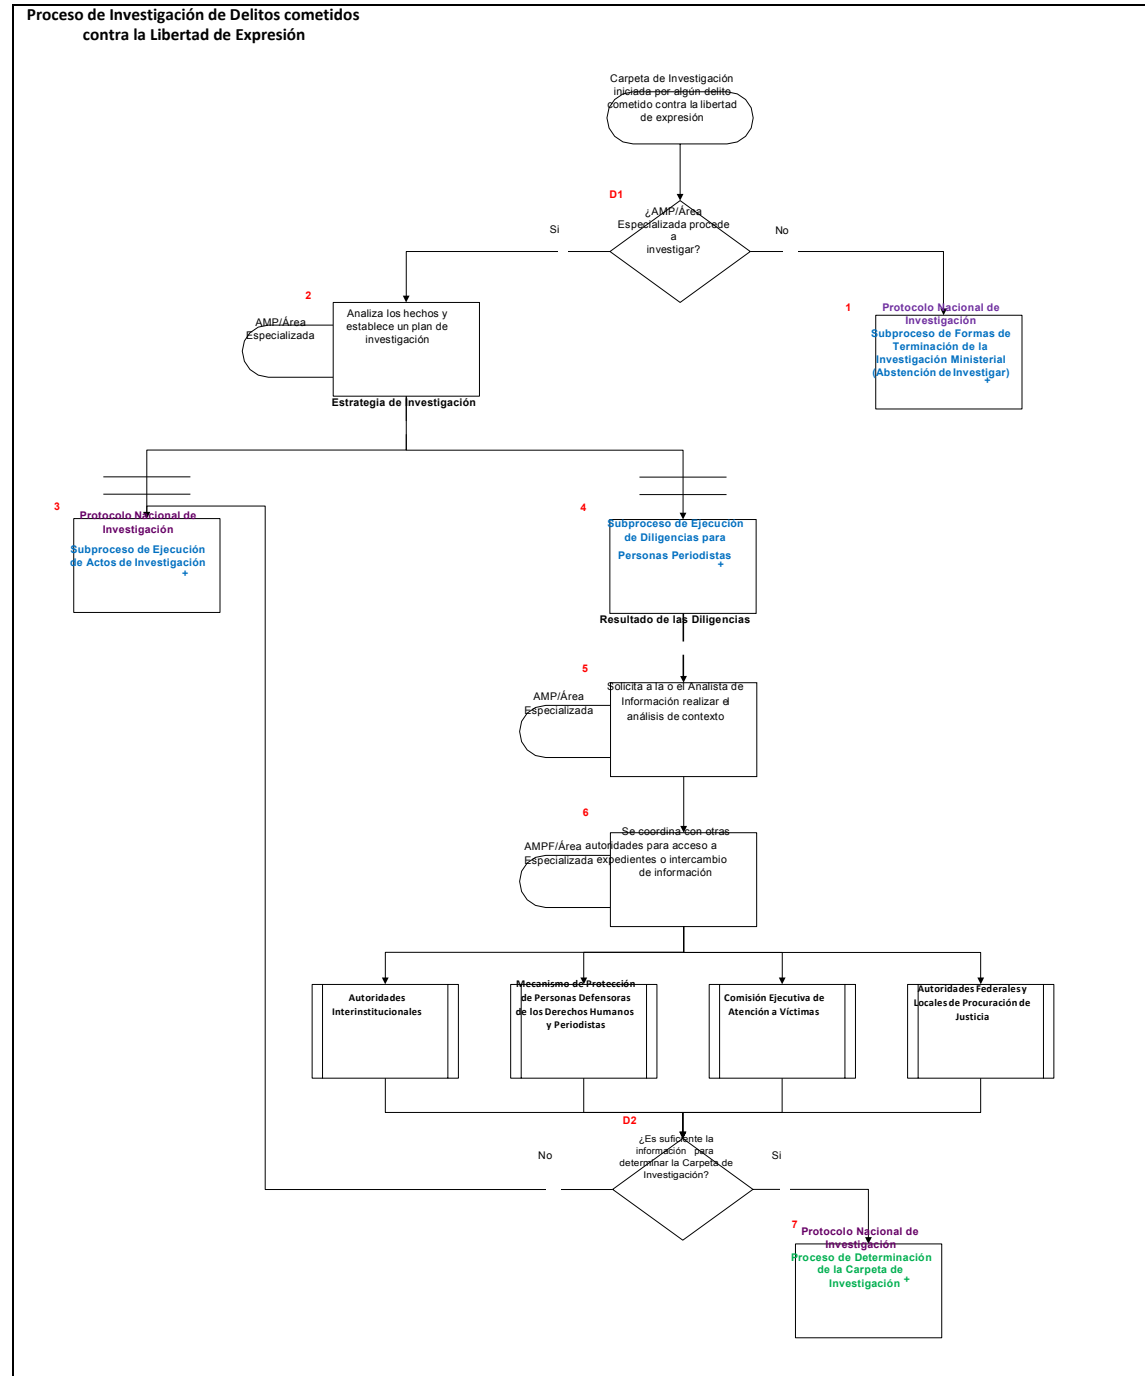 Proceso de Investigación de Delitos cometidos
contra la Libertad de Expresión
Carpeta de Investigación
iniciada por algún delito
cometido contra la libertad
de expresión
D1
¿AMP/Área
Especializada procede
a
investigar?
Si
No
2
AMP/Área
Especializada
Analiza los hechos y
establece un plan de
investigación
Estrategia de Investigación
1
Protocolo Nacional de
Investigación
Subproceso de Formas de
Terminación de la
Investigación Ministerial
(Abstención de Investigar)
+
3
Protocolo Nacional de
Investigación
Subproceso de Ejecución
de Actos de Investigación
+
4
Subproceso de Ejecución
de Diligencias para
Personas Periodistas
+
Resultado de las Diligencias
5
AMP/Área
Especializada
Solicita a la o el Analista de
Información realizar el
análisis de contexto
6
AMPF/Área
Especializada
Se coordina con otras
autoridades para acceso a
expedientes o intercambio
de información
Autoridades
Interinstitucionales
Mecanismo de Protección
de Personas Defensoras
de los Derechos Humanos
y Periodistas
Comisión Ejecutiva de
Atención a Víctimas
Autoridades Federales y
Locales de Procuración de
Justicia
D2
¿Es suficiente la
información para
determinar la Carpeta de
Investigación?
No
Si
7
Protocolo Nacional de
Investigación
Proceso de Determinación
de la Carpeta de
Investigación +